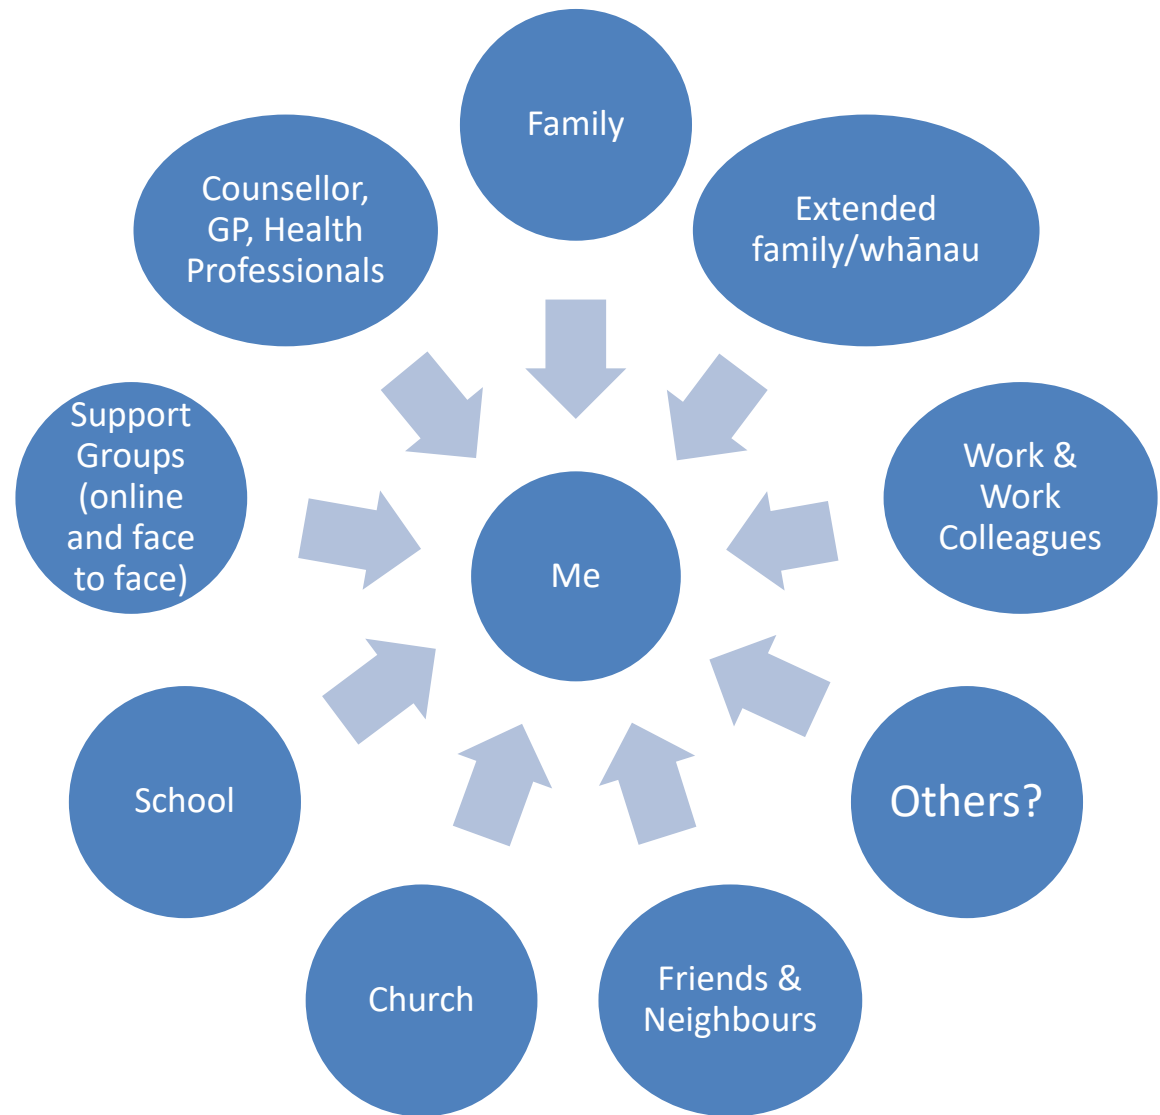 Family
Extended
family/whānau
Work &
Work
Colleagues
Others?
Friends &
Neighbours
Church
School
Support
Groups
(online
and face
to face)
Counsellor,
GP, Health
Professionals
Me